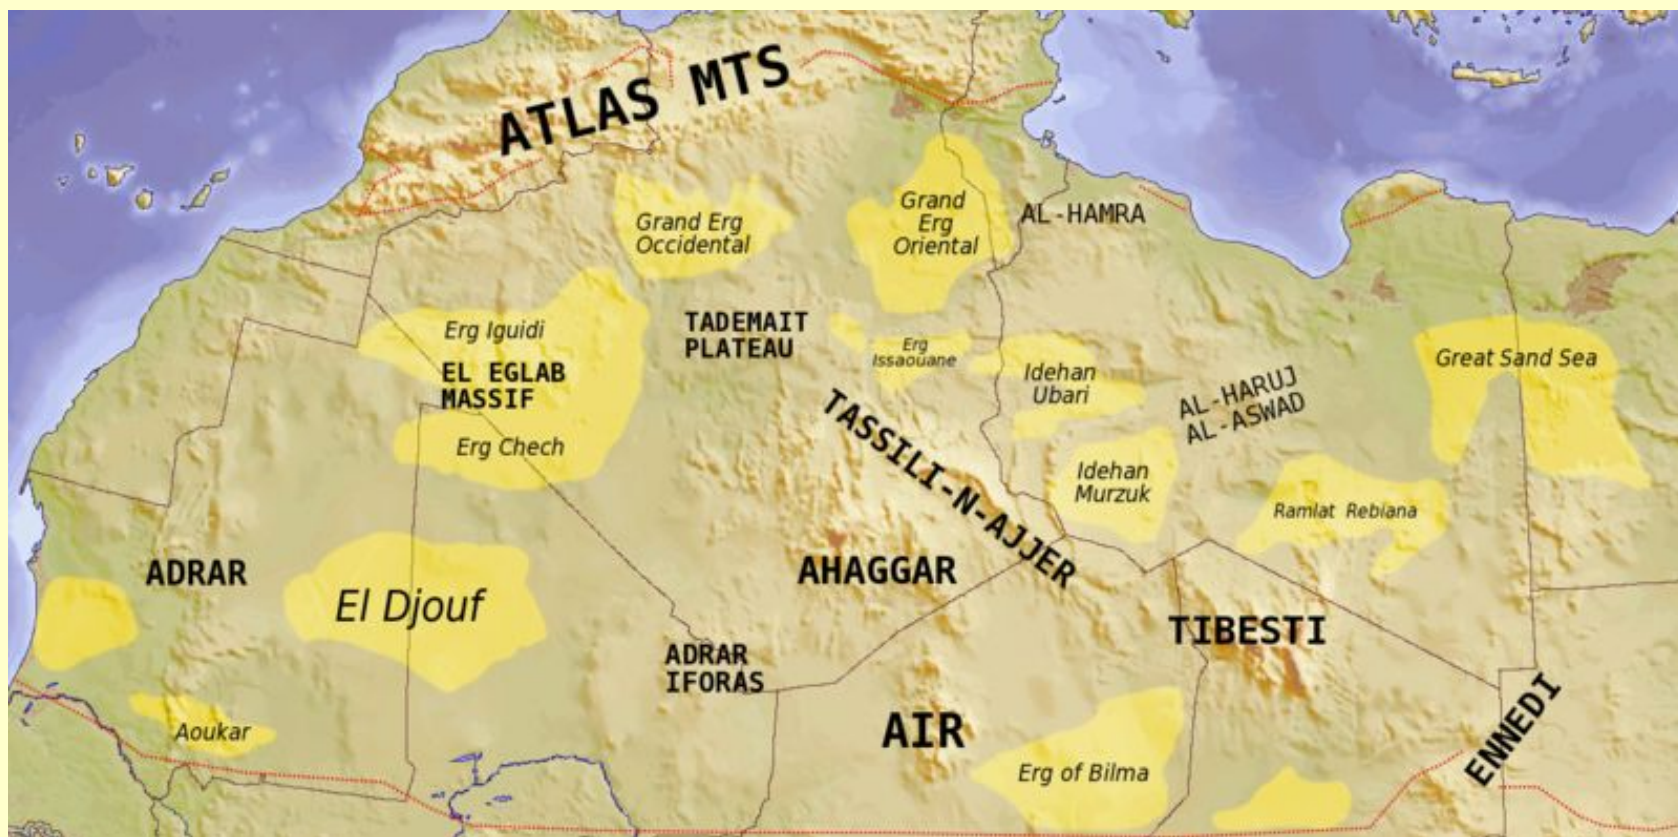 ATLAS MTS
Grand Erg
Occidental
Grand
Erg
Oriental
AL-HAMRA
Erg Iguidi
EL EGLAB
MASSIF
Erg Chech
TADEMAIT
PLATEAU
Erg
Issaouane
Idehan
Ubari
AL-HARUJ
AL-ASWAD
Great Sand Sea
TASSILI-N-AJJER
Idehan
Murzuk
Ramlat Rebiana
ADRAR
El Djouf
AHAGGAR
TIBESTI
ADRAR
IFORAS
Aoukar
AIR
Erg of Bilma
ENNEDI